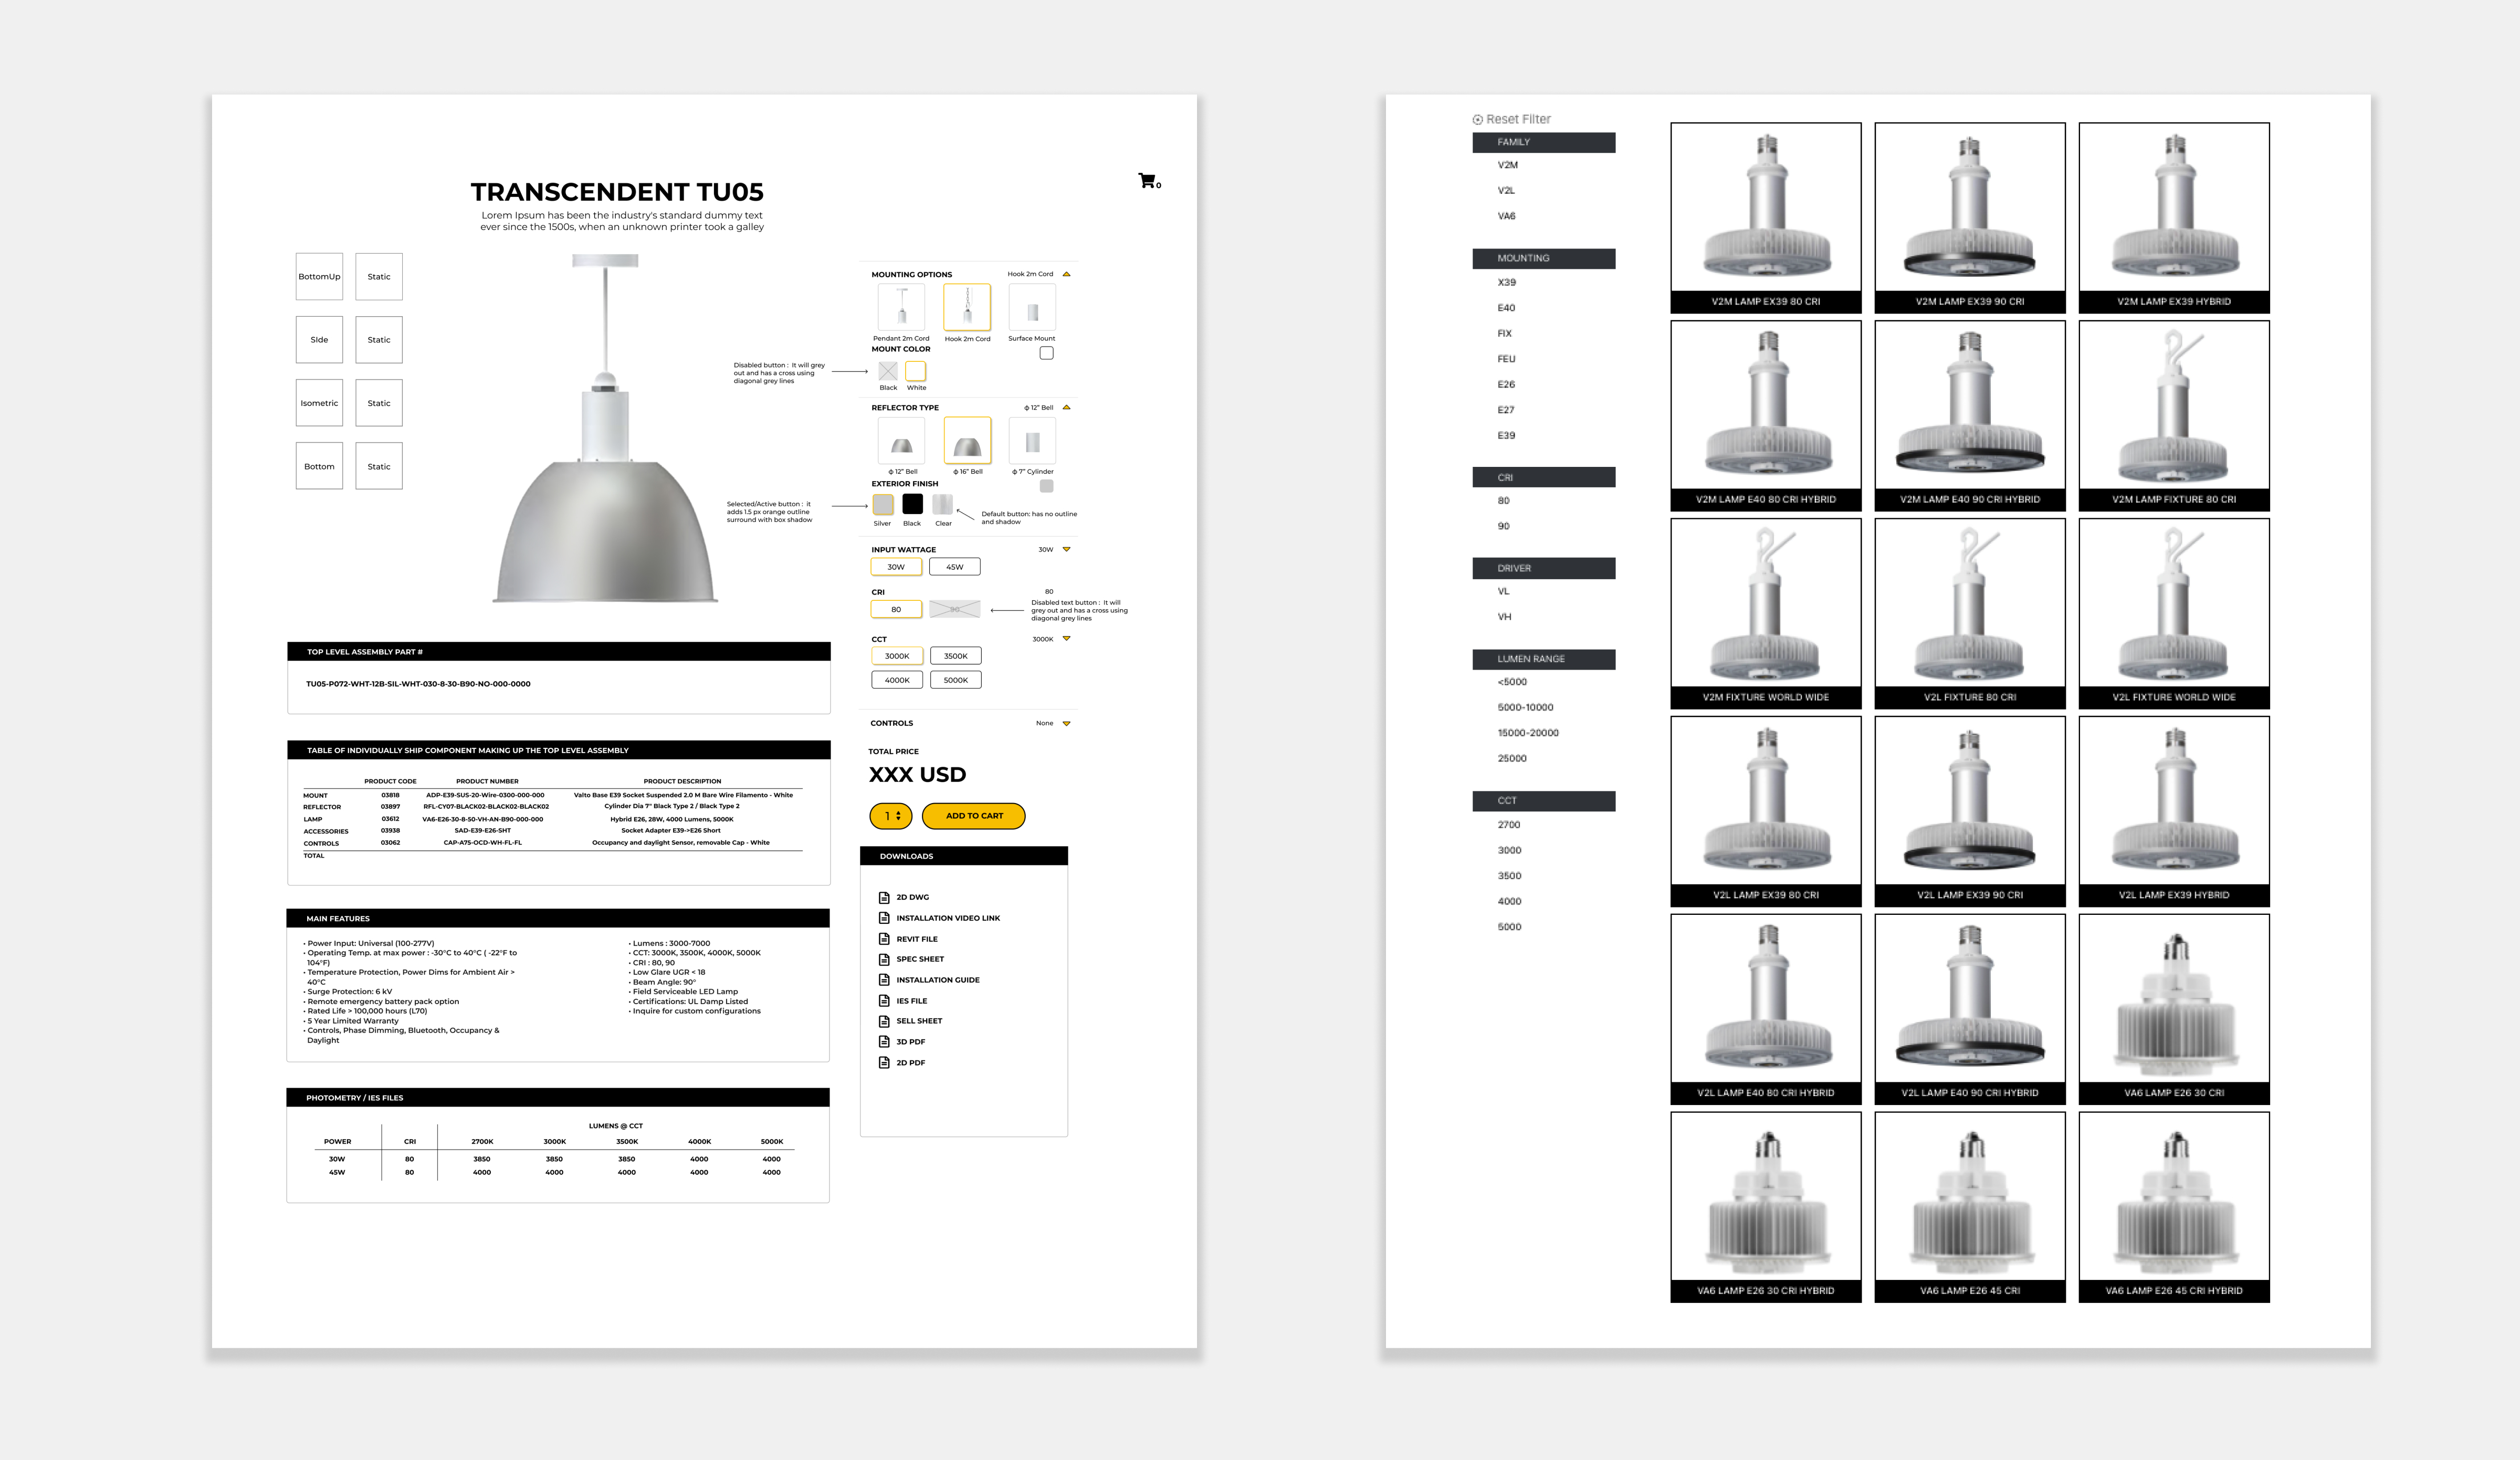 TRANSCENDENT TU05
Lorem Ipsum has been the industry's standard dummy text
ever since the 1500s, when an unknown printer took a galley
0
BottomUp
Static
SIde
Static
Isometric
Static
Bottom
Static
MOUNTING OPTIONS
Hook 2m Cord
Pendant 2m Cord
Hook 2m Cord
Surface Mount
MOUNT COLOR
Disabled button : It will grey
out and has a cross using
diagonal grey lines
Black
White
REFLECTOR TYPE
ϕ 12" Bell
ϕ 12" Bell
ϕ 16" Bell
ϕ 7" Cylinder
EXTERIOR FINISH
Selected/Active button : it
adds 1.5 px orange outline
surround with box shadow
Silver
Black
Clear
Default button: has no outline
and shadow
INPUT WATTAGE
30W
30W
45W
CRI
80
80
90
Disabled text button : It will
grey out and has a cross using
diagonal grey lines
CCT
3000K
3000K
3500K
4000K
5000K
CONTROLS
None
TOTAL PRICE
XXX USD
1
ADD TO CART
DOWNLOADS
2D DWG
INSTALLATION VIDEO LINK
REVIT FILE
SPEC SHEET
INSTALLATION GUIDE
IES FILE
SELL SHEET
3D PDF
2D PDF
TOP LEVEL ASSEMBLY PART #
TU05-P072-WHT-12B-SIL-WHT-030-8-30-B90-NO-000-0000
TABLE OF INDIVIDUALLY SHIP COMPONENT MAKING UP THE TOP LEVEL ASSEMBLY
PRODUCT CODE PRODUCT NUMBER PRODUCT DESCRIPTION
MOUNT 03818 ADP-E39-SUS-20-Wire-0300-000-000 Valto Base E39 Socket Suspended 2.0 M Bare Wire Filamento - White
REFLECTOR 03897 RFL-CY07-BLACK02-BLACK02-BLACK02 Cylinder Dia 7" Black Type 2 / Black Type 2
LAMP 03612 VA6-E26-30-8-50-VH-AN-B90-000-000 Hybrid E26, 28W, 4000 Lumens, 5000K
ACCESSORIES 03938 SAD-E39-E26-SHT Socket Adapter E39->E26 Short
CONTROLS 03062 CAP-A75-OCD-WH-FL-FL Occupancy and daylight Sensor, removable Cap - White
TOTAL
MAIN FEATURES
• Power Input: Universal (100-277V)
• Operating Temp. at max power : -30°C to 40°C ( -22°F to
104°F)
• Temperature Protection, Power Dims for Ambient Air >
40°C
• Surge Protection: 6 kV
• Remote emergency battery pack option
• Rated Life > 100,000 hours (L70)
• 5 Year Limited Warranty
• Controls, Phase Dimming, Bluetooth, Occupancy &
Daylight
• Lumens : 3000-7000
• CCT: 3000K, 3500K, 4000K, 5000K
• CRI : 80, 90
• Low Glare UGR < 18
• Beam Angle: 90°
• Field Serviceable LED Lamp
• Certifications: UL Damp Listed
• Inquire for custom configurations
PHOTOMETRY / IES FILES
LUMENS @ CCT
POWER CRI 2700K 3000K 3500K 4000K 5000K
30W 80 3850 3850 3850 4000 4000
45W 80 4000 4000 4000 4000 4000
Reset Filter
FAMILY
V2M
V2L
VA6
MOUNTING
X39
E40
FIX
FEU
E26
E27
E39
CRI
80
90
DRIVER
VL
VH
LUMEN RANGE
<5000
5000-10000
15000-20000
25000
CCT
2700
3000
3500
4000
5000
V2M LAMP EX39 80 CRI
V2M LAMP EX39 90 CRI
V2M LAMP EX39 HYBRID
V2M LAMP E40 80 CRI HYBRID
V2M LAMP E40 90 CRI HYBRID
V2M LAMP FIXTURE 80 CRI
V2M FIXTURE WORLD WIDE
V2L FIXTURE 80 CRI
V2L FIXTURE WORLD WIDE
V2L LAMP EX39 80 CRI
V2L LAMP EX39 90 CRI
V2L LAMP EX39 HYBRID
V2L LAMP E40 80 CRI HYBRID
V2L LAMP E40 90 CRI HYBRID
VA6 LAMP E26 30 CRI
VA6 LAMP E26 30 CRI HYBRID
VA6 LAMP E26 45 CRI
VA6 LAMP E26 45 CRI HYBRID